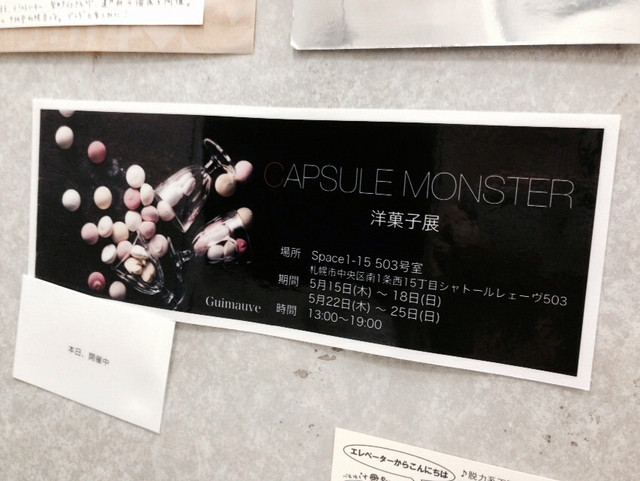 CAPSULE MONSTER
洋菓子展
場所 Space1-15 503号室
札幌市中央区南1条西15丁目シャトールレェーヴ503
期間 5月15日(木) ~ 18日(日)
5月22日(木) ~ 25日(日)
時間 13:00~19:00
Guimauve
本日、開催中
エレベーターからこんにちは
♪脱力系